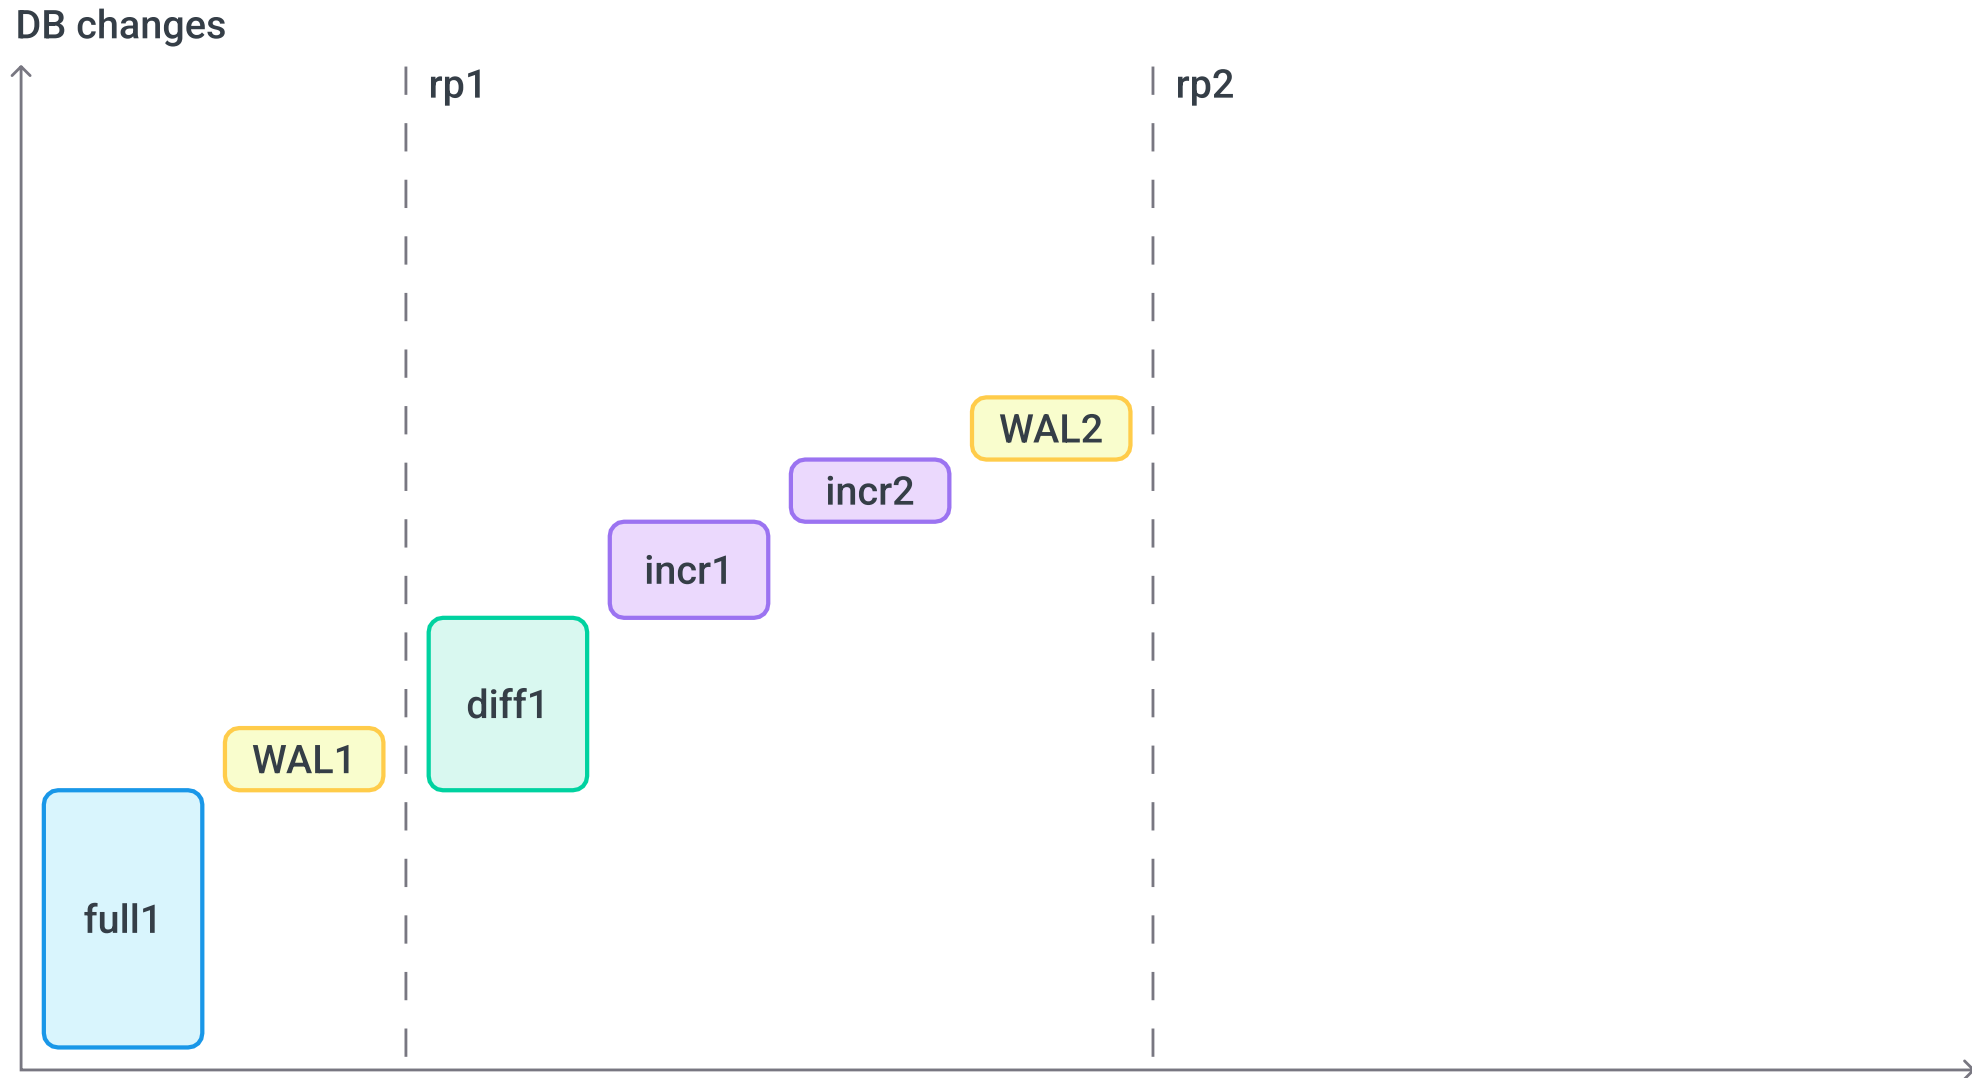 DB changes
rp1
rp2
WAL2
incr2
incr1
diff1
WAL1
full1